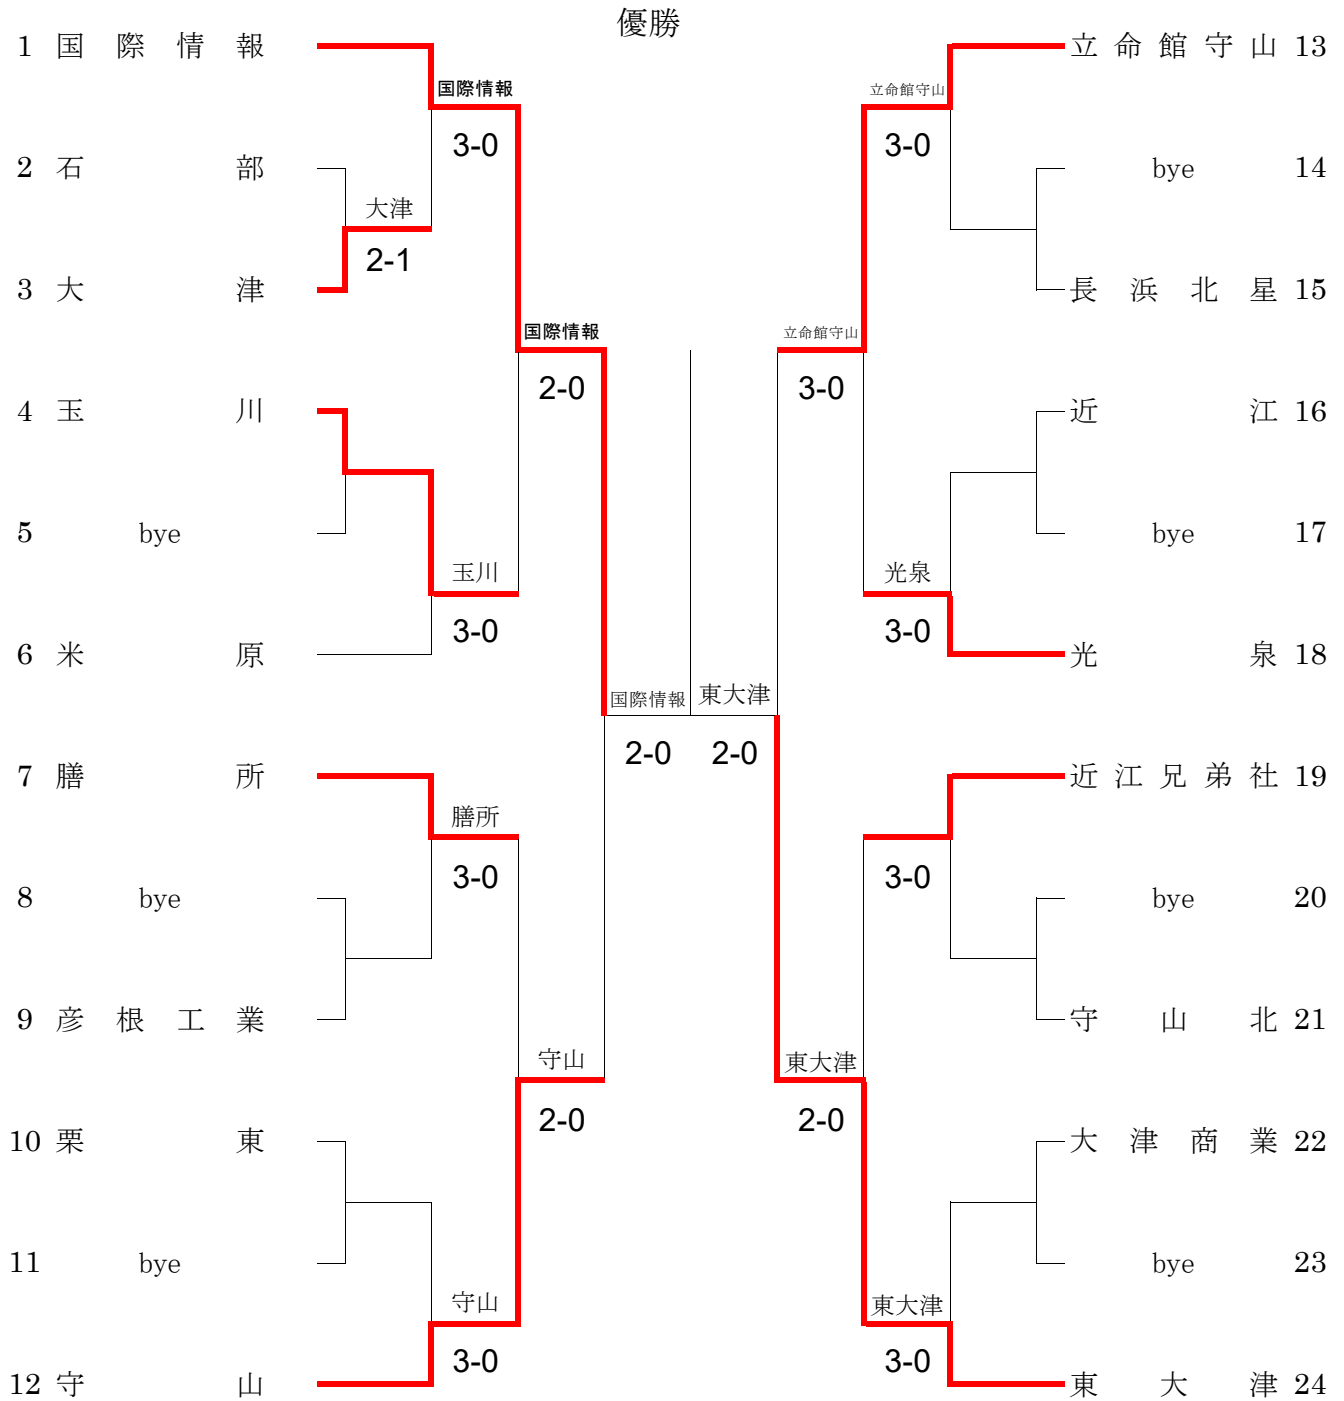 優勝
1 国際情報
立命館守山 13
国際情報
立命館守山
3-0
3-0
2 石部
bye 14
大津
2-1
3 大津
長浜北星 15
国際情報
立命館守山
2-0
3-0
4 玉川
近江 16
5 bye
bye 17
玉川
光泉
3-0
3-0
6 米原
光泉 18
国際情報
東大津
2-0
2-0
7 膳所
近江兄弟社 19
膳所
3-0
3-0
8 bye
bye 20
9 彦根工業
守山北 21
守山
東大津
2-0
2-0
10 栗東
大津商業 22
11 bye
bye 23
守山
東大津
3-0
3-0
12 守山
東大津 24